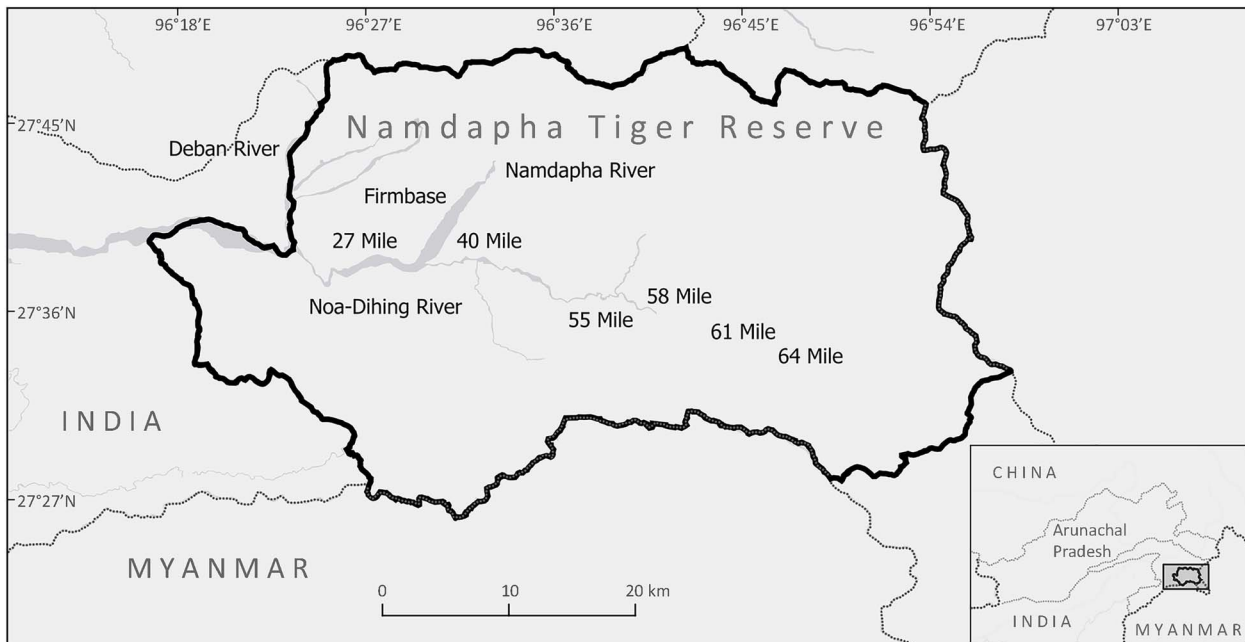 96°18'E 96°27'E 96°36'E 96°45'E 96°54'E 97°03'E
27°45'N
Namdapha Tiger Reserve
Deban River
Namdapha River
Firmbase
27 Mile
40 Mile
58 Mile
Noa-Dihing River
27°36'N
55 Mile
61 Mile
64 Mile
INDIA
27°27'N
MYANMAR
0 10 20 km
CHINA
Arunachal
Pradesh
INDIA
MYANMAR